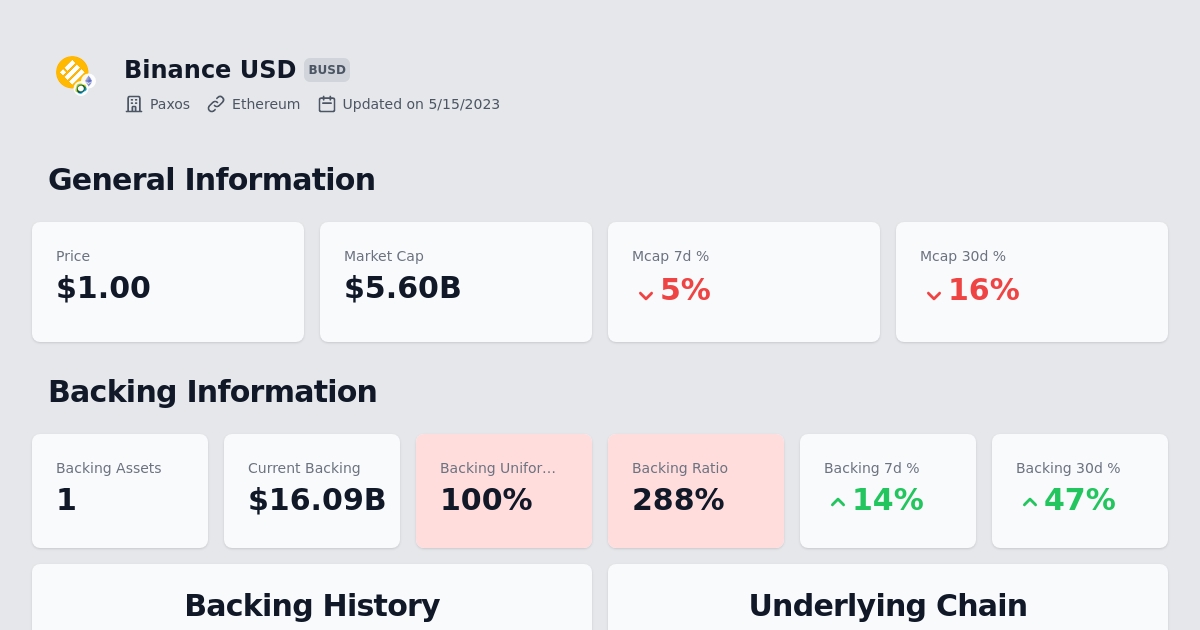 Binance USD BUSD
Paxos Ethereum Updated on 5/15/2023
General Information
Price Market Cap Mcap 7d % Mcap 30d %
$1.00 $5.60B 5% 16%
Backing Information
Backing Assets Current Backing Backing Unifor... Backing Ratio Backing 7d % Backing 30d %
1 $16.09B 100% 288% 14% 47%
Backing History Underlying Chain